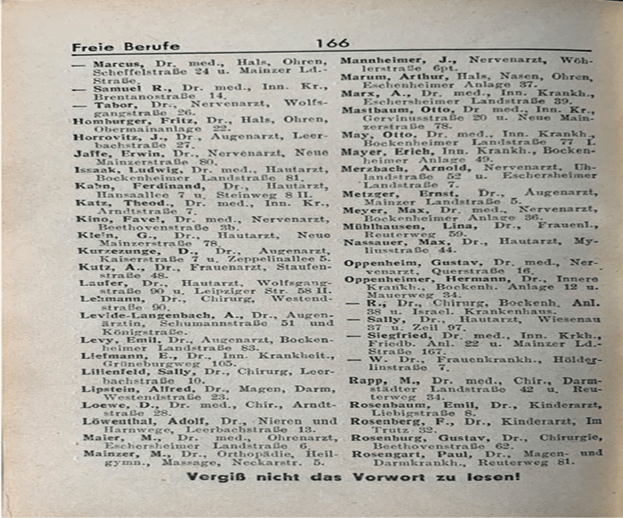 Freie Berufe 166
— Marcus, Dr. med., Hals, Ohren,
Scheffelstraße 24 u. Mainzer Ld.-
Straße.
— Samuel R., Dr. med., Inn. Kr.,
Brentanostraße 14.
— Tabor, Dr., Nervenarzt, Wolfs-
gangstraße 26.
Homburger, Fritz, Dr., Hals, Ohren,
Obermainanlage 22.
Horrovitz, J., Dr., Augenarzt, Leer-
bachstraße 27.
Jaffe, Erwin, Dr., Nervenarzt, Neue
Mainzerstraße 80.
Issaak, Ludwig, Dr. med., Hautarzt,
Bockenheimer Landstraße 81.
Kahn, Ferdinand, Dr., Hautarzt,
Hansaallee 7 u. Steinweg 8 II.
Katz, Theod., Dr. med., Inn. Kr.,
Arndtstraße 7.
Kino, Favel, Dr. med., Nervenarzt,
Beethovenstraße 3b.
Klein, G., Dr., Hautarzt, Neue
Mainzerstraße 78.
Kurzezunge, D., Dr., Augenarzt,
Kaiserstraße 7 u. Zeppelinallee 5.
Kutz, A., Dr., Frauenarzt, Staufen-
straße 48.
Laufer, Dr., Hautarzt, Wolfsgang-
straße 90 u. Leipziger Str. 58 II.
Lehmann, Dr., Chirurg, Westend-
straße 90.
Levide-Langenbach, A., Dr., Augen-
ärztin, Schumannstraße 51 und
Königstraße.
Levy, Emil, Dr., Augenarzt, Bocken-
heimer Landstraße 83.
Liefmann, E., Dr., Inn. Krankheit.,
Grüneburgweg 105.
Lilienfeld, Sally, Dr., Chirurg, Leer-
bachstraße 10.
Lipstein, Alfred, Dr., Magen, Darm,
Westendstraße 23.
Loewe, D., Dr. med., Chir., Arndt-
straße 28.
Löwenthal, Adolf, Dr., Nieren und
Harnwege, Leerbachstraße 13.
Maier, M., Dr. med., Ohrenarzt,
Eschersheimer Landstraße 6.
Mainzer, M., Dr., Orthopädie, Heil-
gymn., Massage, Neckarstr. 5.
Mannheimer, J., Nervenarzt, Wöh-
lerstraße 6pt.
Marum, Arthur, Hals, Nasen, Ohren,
Eschenheimer Anlage 37.
Marx, A., Dr. med., Inn. Krankh.,
Eschersheimer Landstraße 39.
Mastbaum, Otto, Dr. med., Inn. Kr.,
Gervinusstraße 20 u. Neue Main-
zerstraße 78.
May, Otto, Dr. med., Inn. Krankh.,
Bockenheimer Landstraße 77 I.
Mayer, Erich, Inn. Krankh., Bocken-
heimer Anlage 49.
Merzbach, Arnold, Nervenarzt, Uh-
landstraße 52 u. Eschersheimer
Landstraße 7.
Metzger, Ernst, Dr., Augenarzt,
Mainzer Landstraße 5.
Meyer, Max, Dr. med., Nervenarzt,
Bockenheimer Anlage 36.
Mühlhausen, Lina, Dr., Frauenl.,
Reuterweg 59.
Nassauer, Max, Dr., Hautarzt, My-
liusstraße 44.
Oppenheim, Gustav, Dr. med., Ner-
venarzt, Querstraße 16.
Oppenheimer, Hermann, Dr., Innere
Krankh., Bockenh. Anlage 12 u.
Mauerweg 34.
— R., Dr., Chirurg, Bockenh. Anl.
38 u. Israel. Krankenhaus.
— Sally, Dr., Hautarzt, Wiesenau
37 u. Zeil 97.
— Siegfried, Dr. med., Inn. Krkh.,
Friedb. Anl. 22 u. Mainzer Ld.-
Straße 167.
— W. Dr., Frauenkrankh., Hölder-
linstraße 7.
Rapp, M., Dr. med., Chir., Darm-
städter Landstraße 42 u. Reu-
terweg 34.
Rosenbaum, Emil, Dr., Kinderarzt,
Liebigstraße 8.
Rosenberg, F., Dr., Kinderarzt, Im
Trutz 32.
Rosenburg, Gustav, Dr., Chirurgie,
Beethovenstraße 62.
Rosengart, Paul, Dr., Magen- und
Darmkrankh., Reuterweg 81.
Vergiß nicht das Vorwort zu lesen!